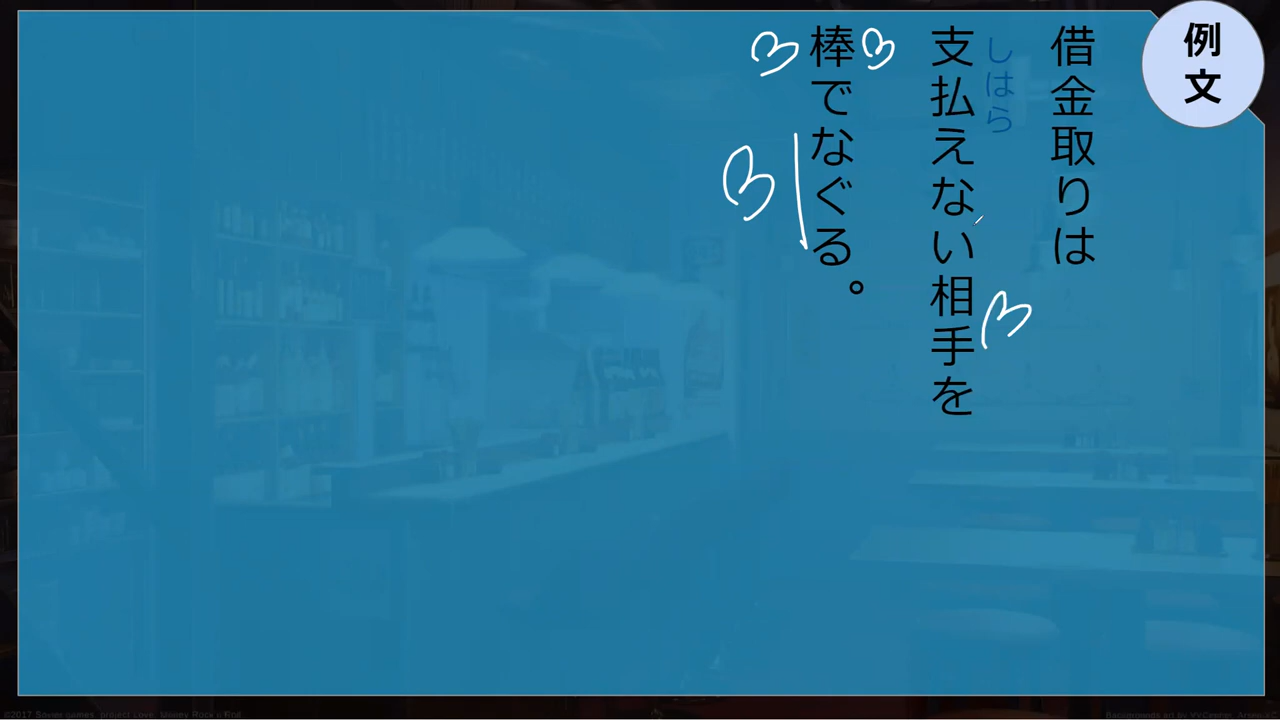 例文
借金取りは
支払えない相手を
しはら
棒でなぐる。